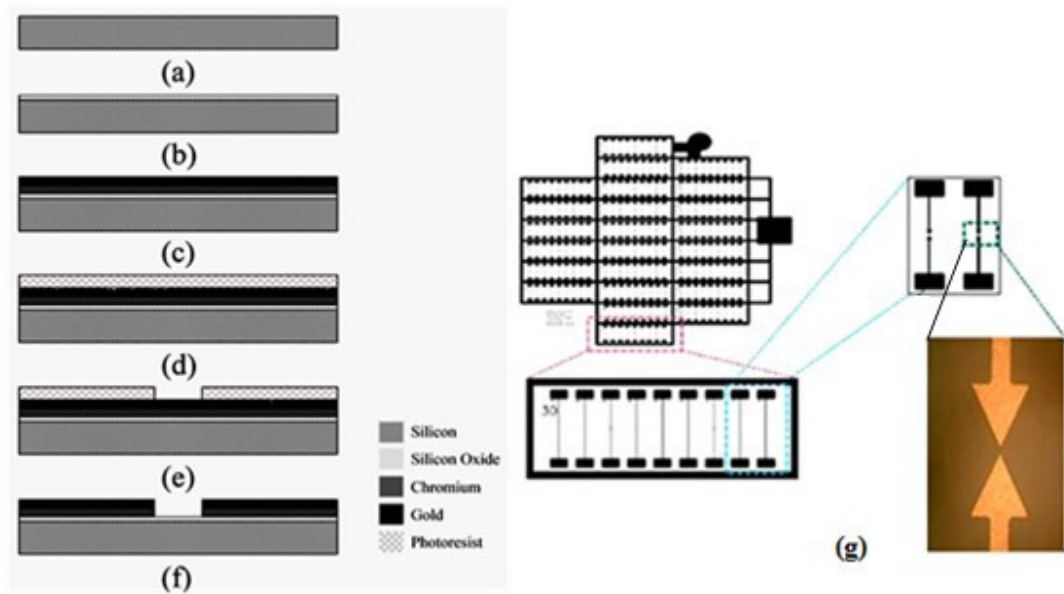 (a)
(b)
(c)
(d)
(e)
(f)
Silicon
Silicon Oxide
Chromium
Gold
Photoresist
30
(g)